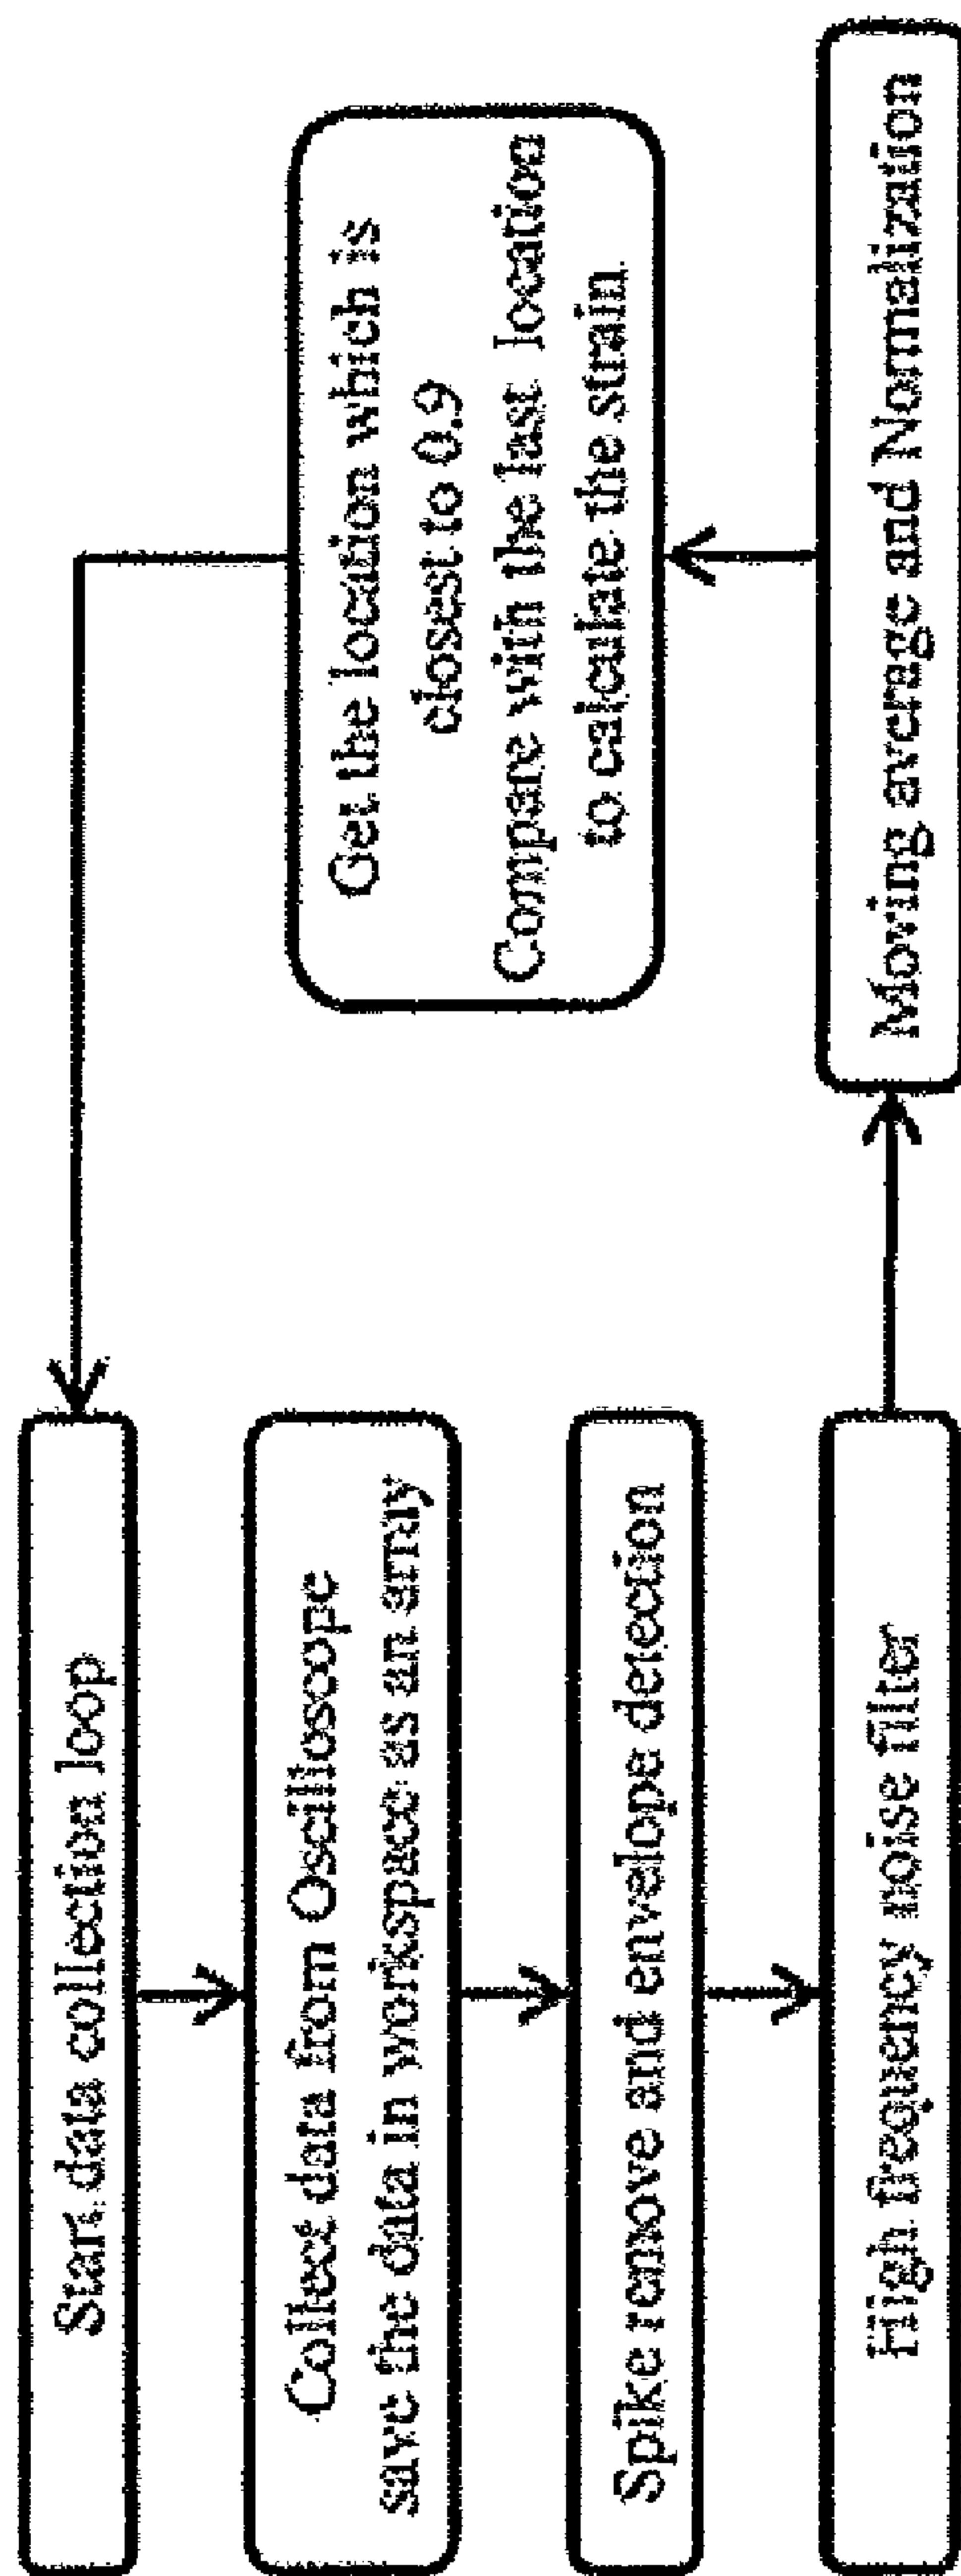 Start data collection loop
Collect data from Oscilloscope
save the data in workspace as an array
Spike remove and envelope detection
High frequency noise filter
Moving average and Normalization
Get the location which is
closest to 0.9
Compare with the last location
to calculate the strain.